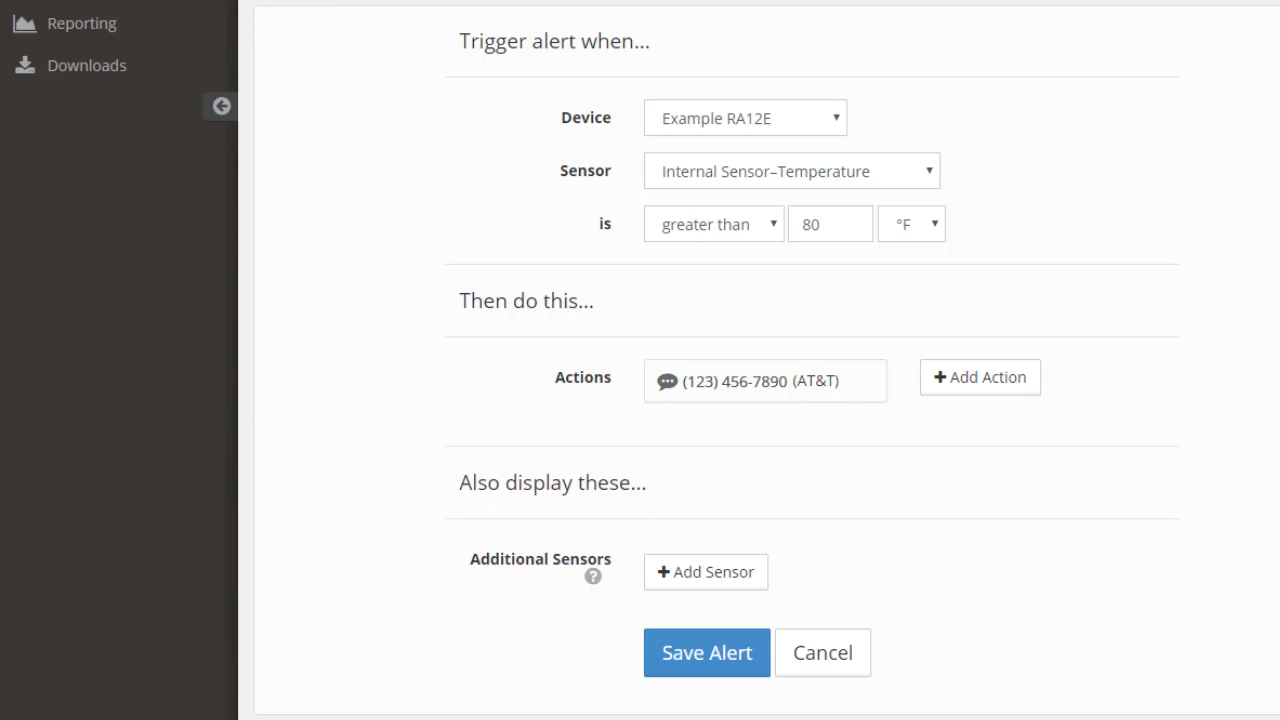 Reporting
Downloads
Trigger alert when...
Device Example RA12E
Sensor Internal Sensor–Temperature
is greater than 80 °F
Then do this...
Actions (123) 456-7890 (AT&T) + Add Action
Also display these...
Additional Sensors ?
+ Add Sensor
Save Alert Cancel